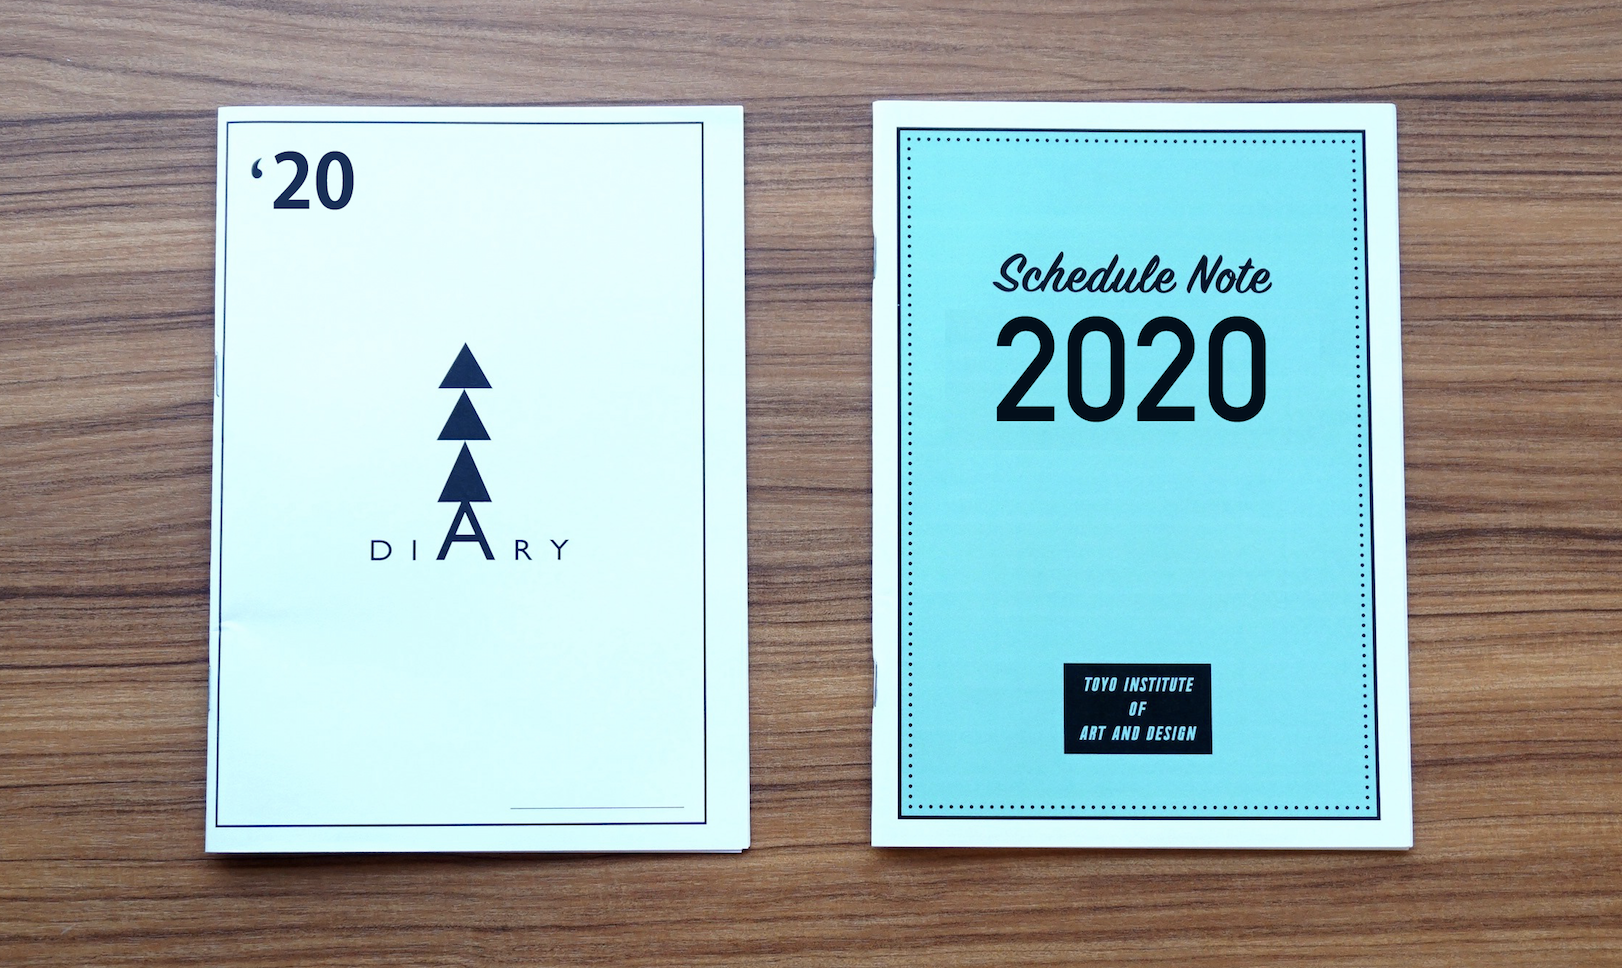 ‘20
DIARY
Schedule Note
2020
TOYO INSTITUTE
OF
ART AND DESIGN